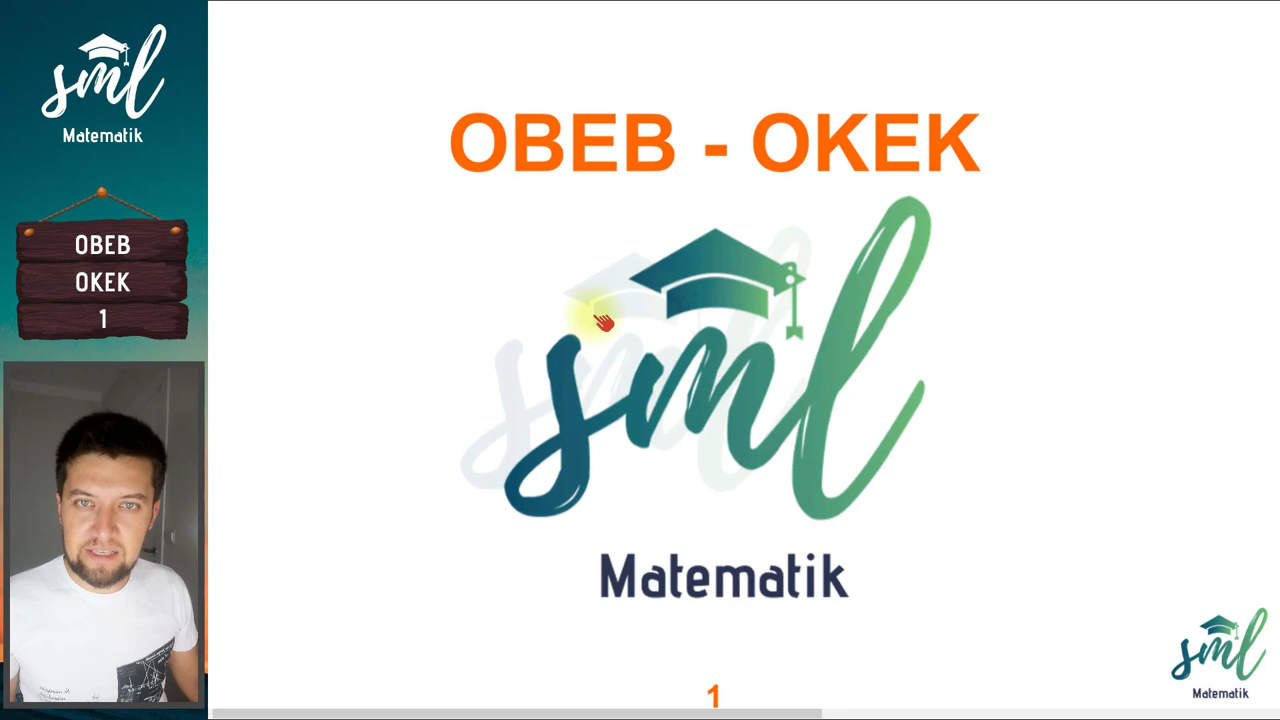 sml
Matematik
OBEB
OKEK
1
OBEB - OKEK
sml
Matematik
1
sml
Matematik